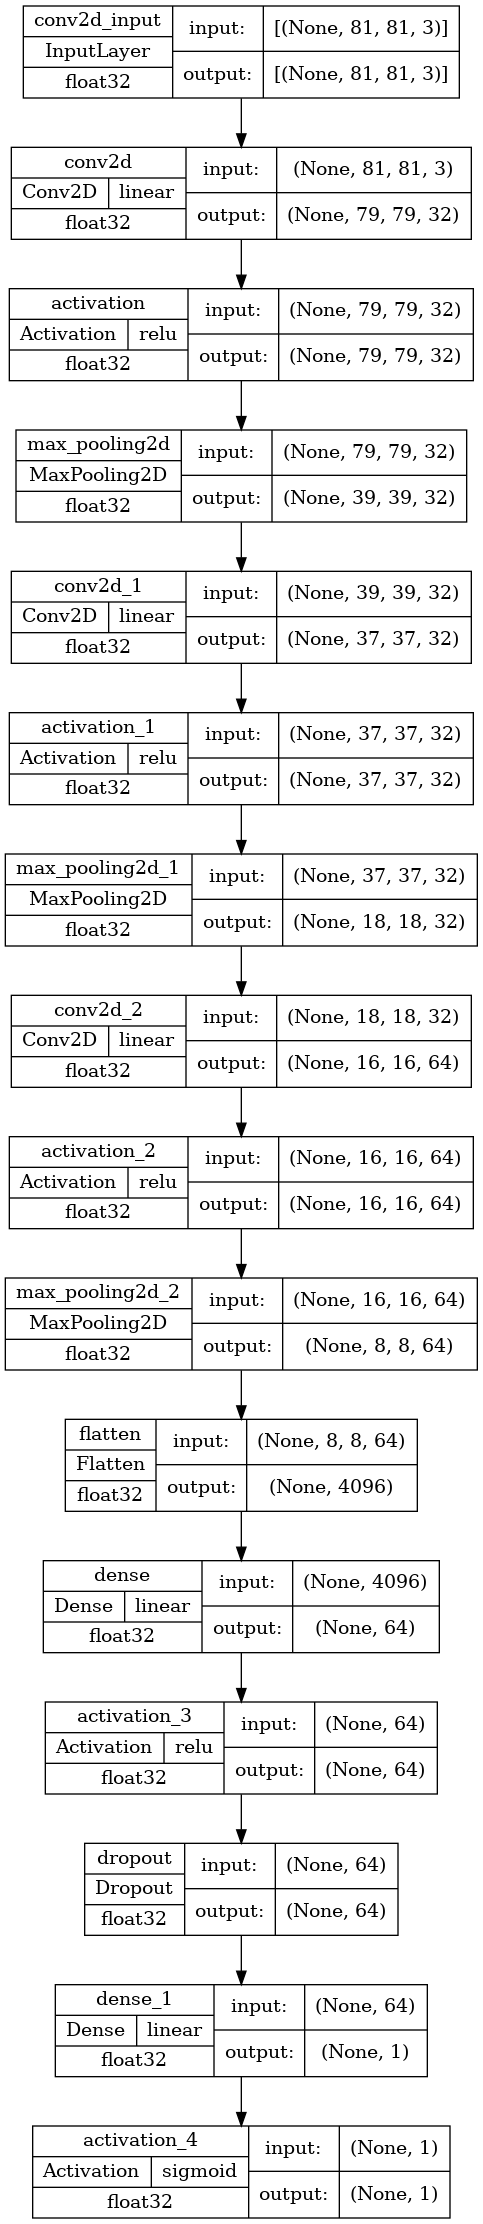 conv2d_input
InputLayer
float32
input:
[(None, 81, 81, 3)]
output:
[(None, 81, 81, 3)]
conv2d
Conv2D linear
float32
input:
(None, 81, 81, 3)
output:
(None, 79, 79, 32)
activation
Activation relu
float32
input:
(None, 79, 79, 32)
output:
(None, 79, 79, 32)
max_pooling2d
MaxPooling2D
float32
input:
(None, 79, 79, 32)
output:
(None, 39, 39, 32)
conv2d_1
Conv2D linear
float32
input:
(None, 39, 39, 32)
output:
(None, 37, 37, 32)
activation_1
Activation relu
float32
input:
(None, 37, 37, 32)
output:
(None, 37, 37, 32)
max_pooling2d_1
MaxPooling2D
float32
input:
(None, 37, 37, 32)
output:
(None, 18, 18, 32)
conv2d_2
Conv2D linear
float32
input:
(None, 18, 18, 32)
output:
(None, 16, 16, 64)
activation_2
Activation relu
float32
input:
(None, 16, 16, 64)
output:
(None, 16, 16, 64)
max_pooling2d_2
MaxPooling2D
float32
input:
(None, 16, 16, 64)
output:
(None, 8, 8, 64)
flatten
Flatten
float32
input:
(None, 8, 8, 64)
output:
(None, 4096)
dense
Dense linear
float32
input:
(None, 4096)
output:
(None, 64)
activation_3
Activation relu
float32
input:
(None, 64)
output:
(None, 64)
dropout
Dropout
float32
input:
(None, 64)
output:
(None, 64)
dense_1
Dense linear
float32
input:
(None, 64)
output:
(None, 1)
activation_4
Activation sigmoid
float32
input:
(None, 1)
output:
(None, 1)